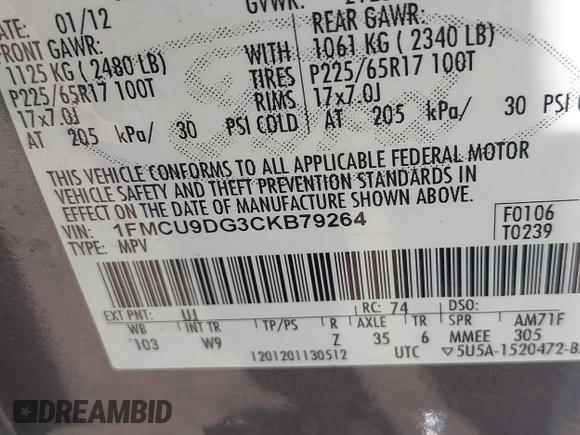 DATE: 01/12 GVWR:
FRONT GAWR: REAR GAWR:
1125 KG ( 2480 LB) WITH 1061 KG ( 2340 LB)
P225/65R17 100T TIRES P225/65R17 100T
17x7.0J RIMS 17x7.0J
AT 205 kPa/ 30 PSI COLD AT 205 kPa/ 30 PSI
THIS VEHICLE CONFORMS TO ALL APPLICABLE FEDERAL MOTOR
VEHICLE SAFETY AND THEFT PREVENTION STANDARDS IN
EFFECT ON THE DATE OF MANUFACTURE SHOWN ABOVE.
VIN: 1FMCU9DG3CKB79264 F0106
TYPE: MPV T0239
EXT PNT: UJ RC: 74 DSO:
WB INT TR TP/PS R AXLE TR SPR AM71F
103 W9 Z 35 6 MMEE 305
1201201130512 UTC ▽5U5A-1520472-B
DREAMBID